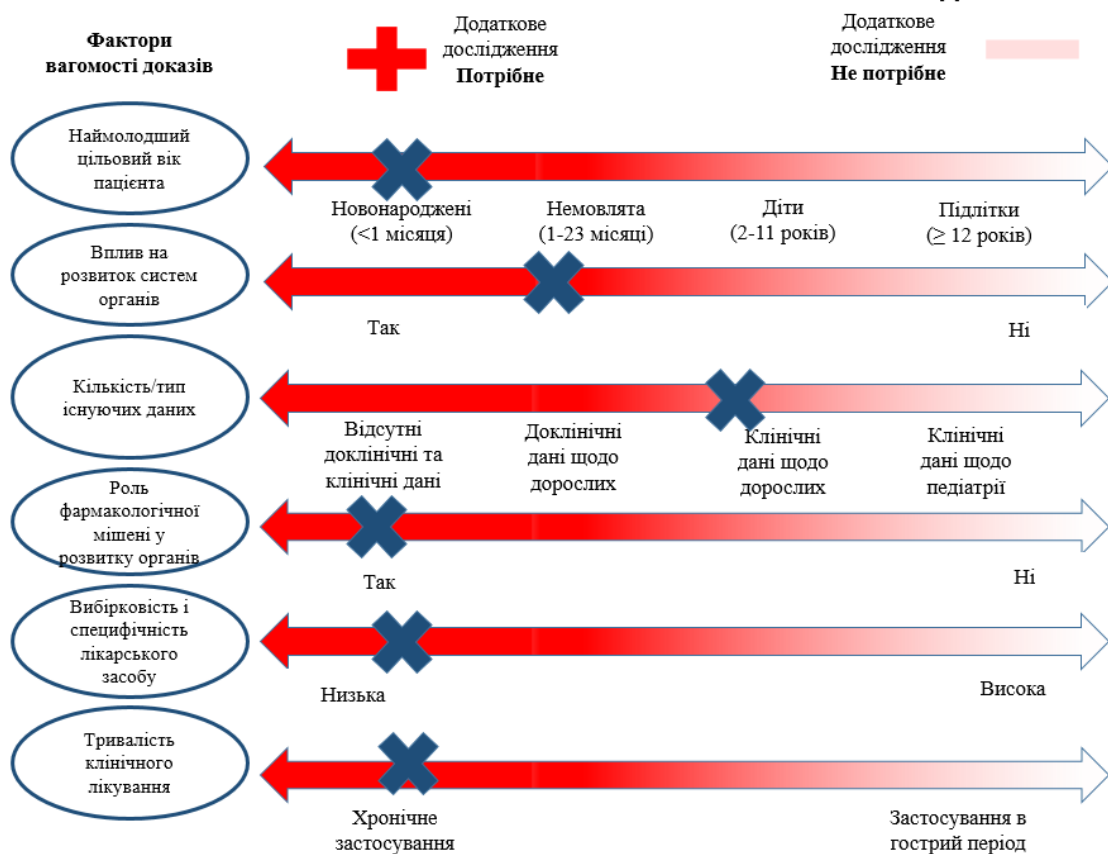 Фактори
вагомості доказів
Додаткове
дослідження
Потрібне
Додаткове
дослідження
Не потрібне
Наймолодший
цільовий вік
пацієнта
Новонароджені
(<1 місяця)
Немовлята
(1-23 місяці)
Діти
(2-11 років)
Підлітки
(≥ 12 років)
Вплив на
розвиток систем
органів
Так
Ні
Кількість/тип
існуючих даних
Відсутні
доклінічні та
клінічні дані
Доклінічні
дані щодо
дорослих
Клінічні
дані щодо
дорослих
Клінічні
дані щодо
педіатрії
Роль
фармакологічної
мішені у
розвитку органів
Так
Ні
Вибірковість і
специфічність
лікарського
засобу
Низька
Висока
Тривалість
клінічного
лікування
Хронічне
застосування
Застосування в
гострий період